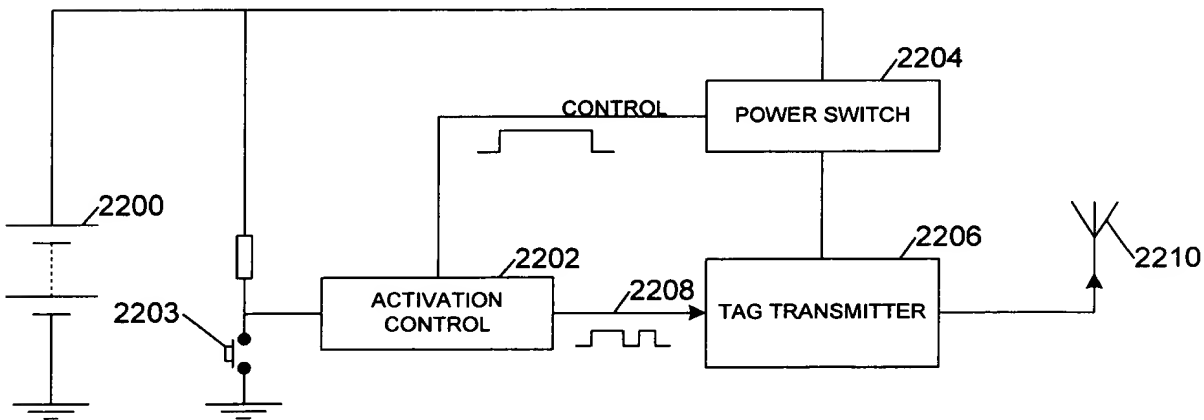 2204
CONTROL
POWER SWITCH
2200
2202
2206
2210
2208
ACTIVATION
CONTROL
TAG TRANSMITTER
2203